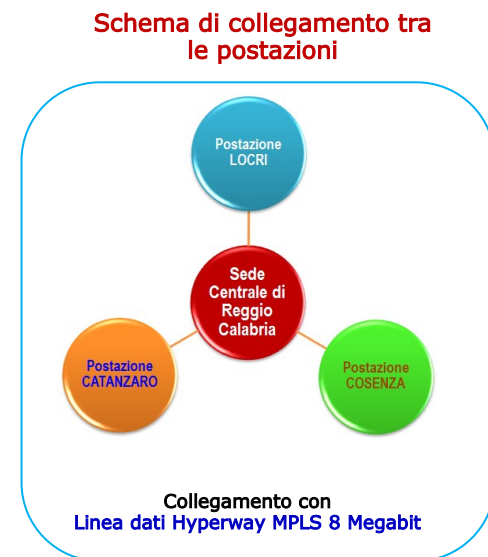 Schema di collegamento tra
le postazioni
Postazione
LOCRI
Sede
Centrale di
Reggio
Calabria
Postazione
CATANZARO
Postazione
COSENZA
Collegamento con
Linea dati Hyperway MPLS 8 Megabit